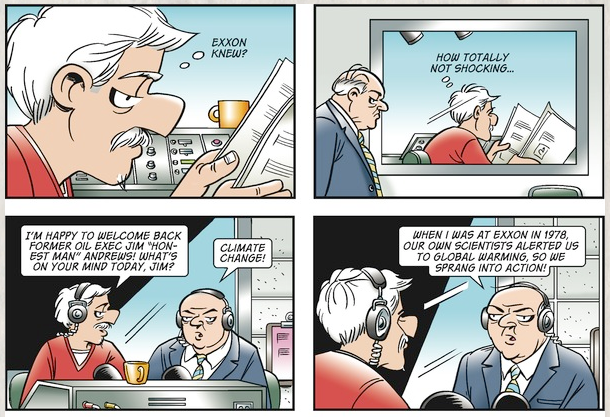 EXXON
KNEW?
HOW TOTALLY
NOT SHOCKING...
I'M HAPPY TO WELCOME BACK
FORMER OIL EXEC JIM "HON-
EST MAN" ANDREWS! WHAT'S
ON YOUR MIND TODAY, JIM?
CLIMATE
CHANGE!
WHEN I WAS AT EXXON IN 1978,
OUR OWN SCIENTISTS ALERTED US
TO GLOBAL WARMING, SO WE
SPRANG INTO ACTION!